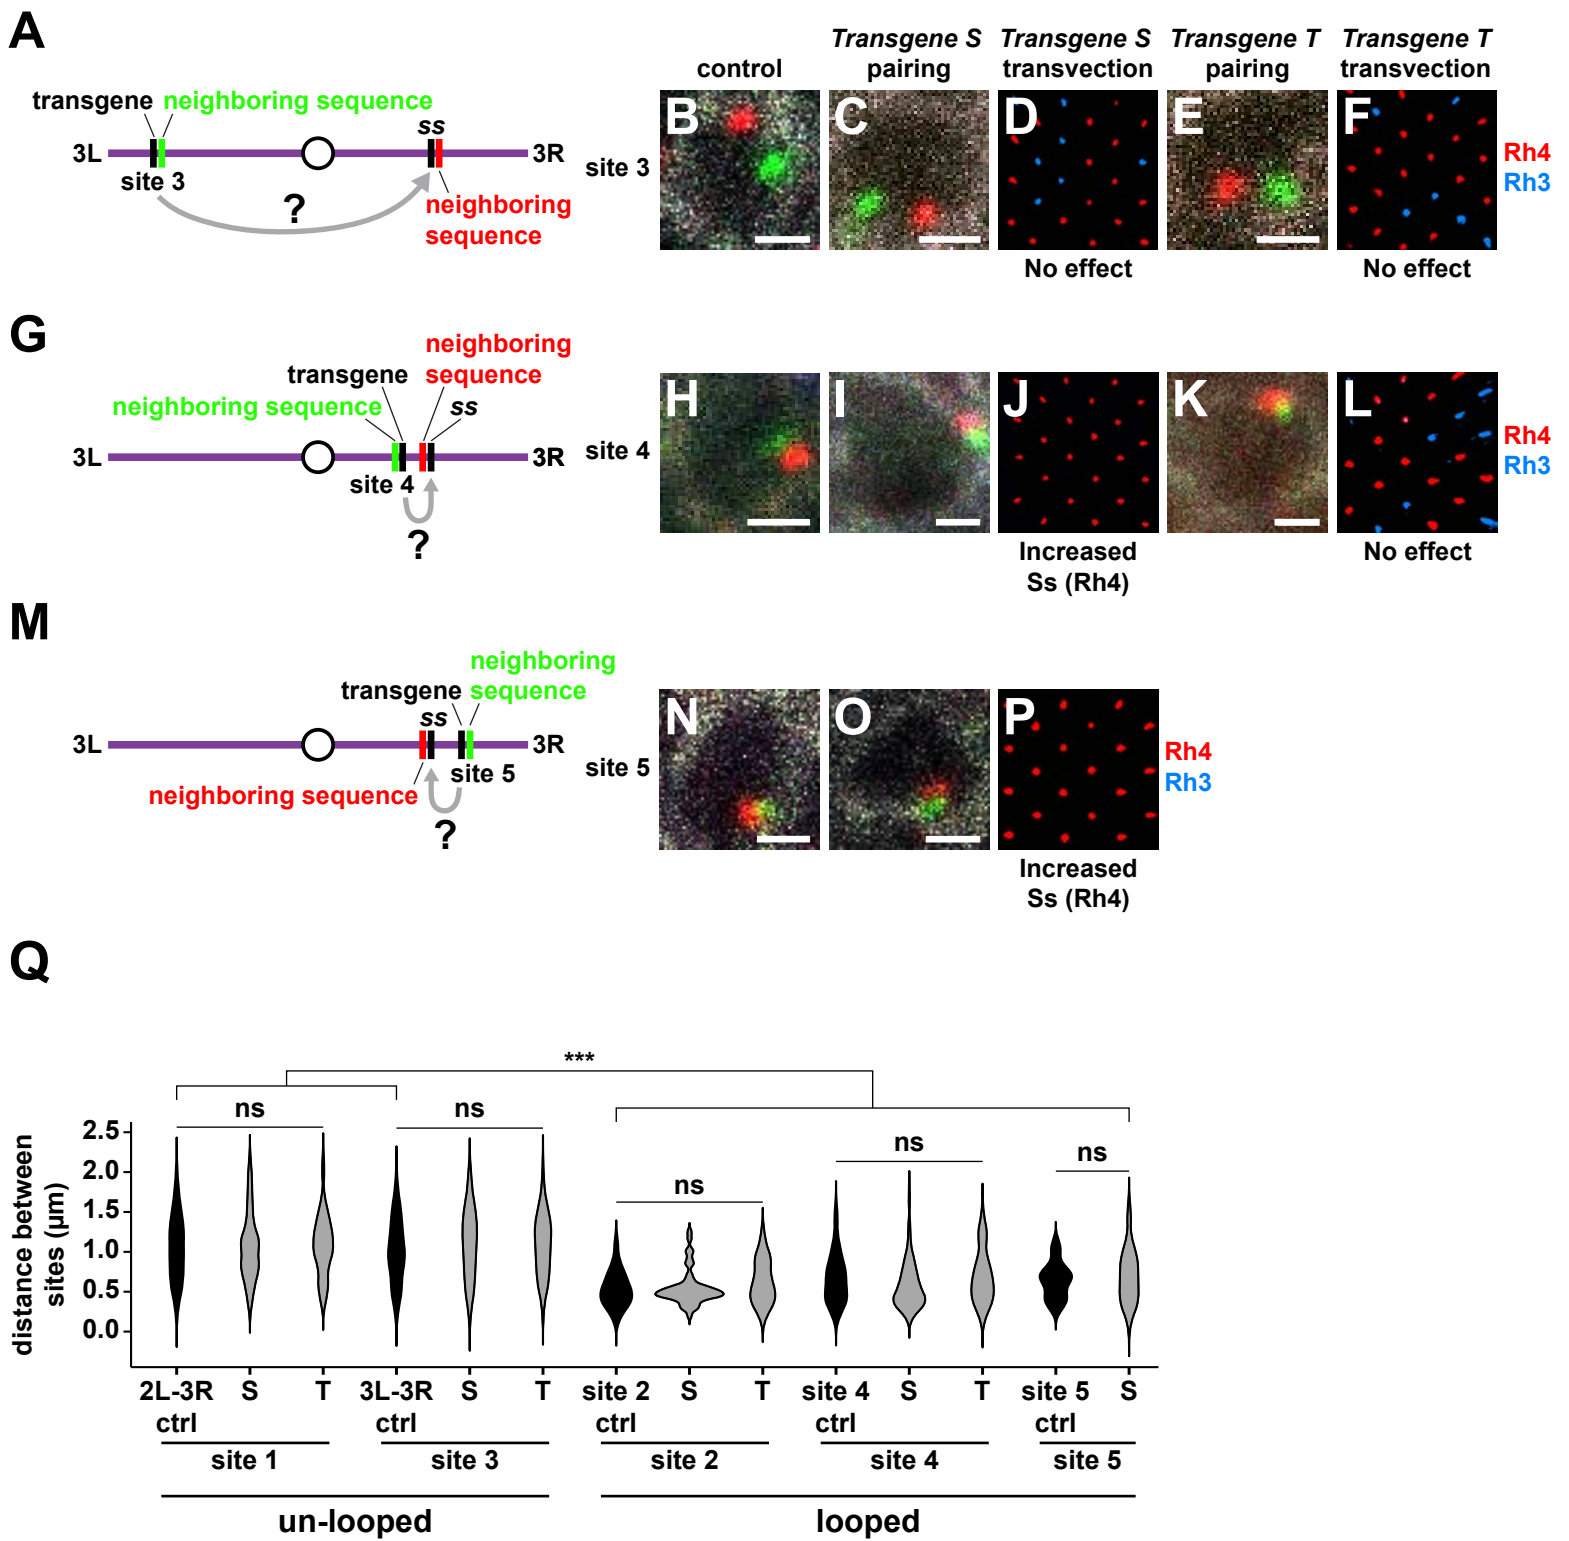 A
Transgene S
Transgene S
Transgene T
Transgene T
control
pairing
transvection
pairing
transvection
transgene
neighboring sequence
ss
3L
3R
site 3
?
neighboring
sequence
site 3
B
C
D
E
F
Rh4
Rh3
No effect
No effect
G
neighboring
sequence
transgene
neighboring sequence
ss
3L
3R
site 4
?
site 4
H
I
J
K
L
Rh4
Rh3
Increased
Ss (Rh4)
No effect
M
neighboring
sequence
transgene
ss
3L
3R
site 5
neighboring sequence
?
site 5
N
O
P
Rh4
Rh3
Increased
Ss (Rh4)
Q
***
ns
ns
ns
ns
ns
distance between
sites (μm)
2.5
2.0
1.5
1.0
0.5
0.0
2L-3R S T 3L-3R S T site 2 S T site 4 S T site 5 S
ctrl ctrl ctrl ctrl ctrl
site 1 site 3 site 2 site 4 site 5
un-looped looped